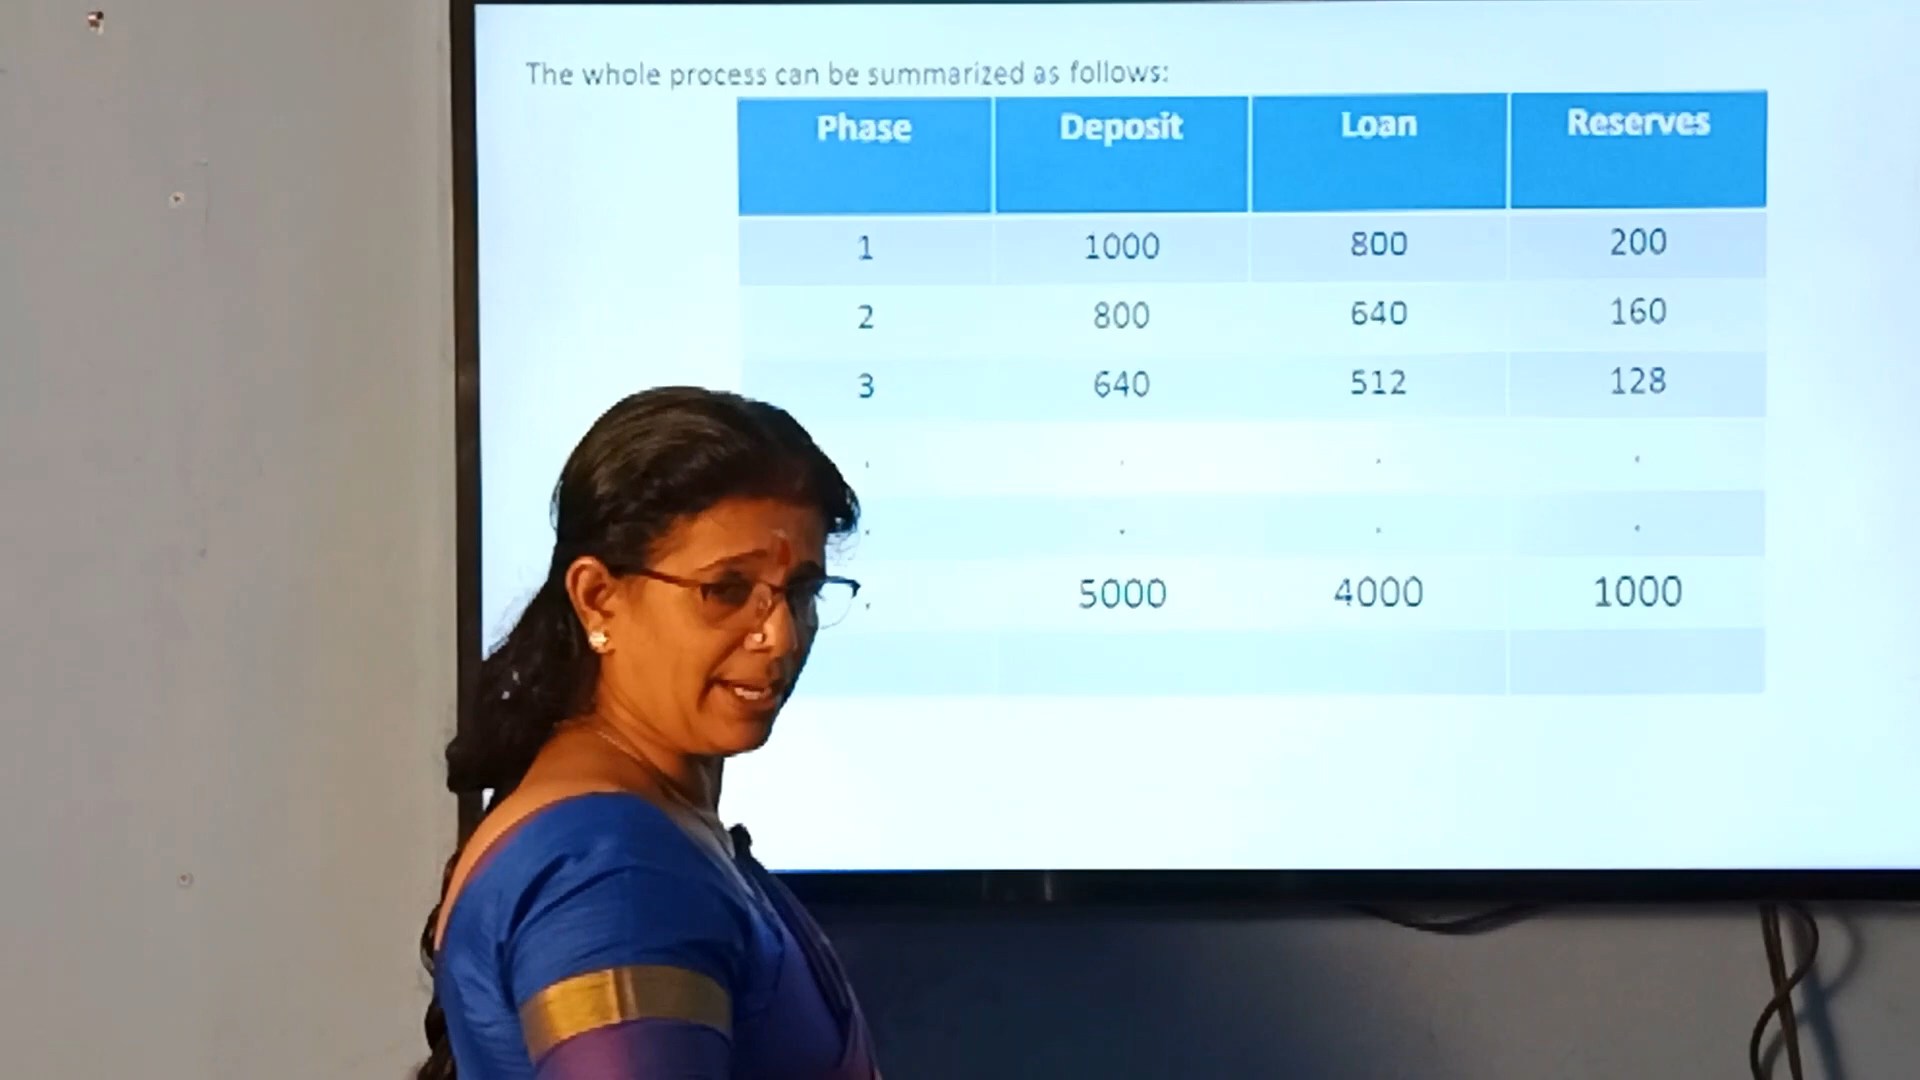 The whole process can be summarized as follows:
Phase Deposit Loan Reserves
1 1000 800 200
2 800 640 160
3 640 512 128
. . . .
. . . .
. 5000 4000 1000